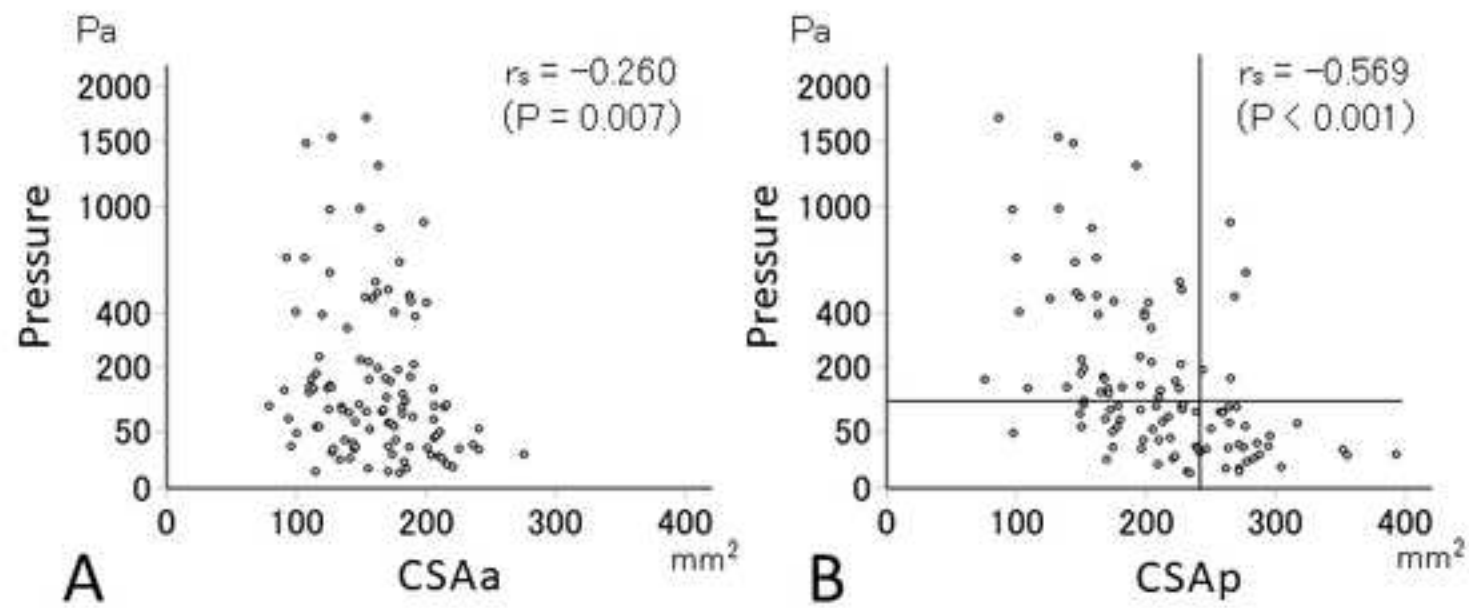 Pa
rs = -0.260
(P = 0.007)
2000
1500
1000
400
200
50
0
Pressure
0 100 200 300 400
mm2
CSAa
A
Pa
rs = -0.569
(P < 0.001)
2000
1500
1000
400
200
50
0
Pressure
0 100 200 300 400
mm2
CSAp
B